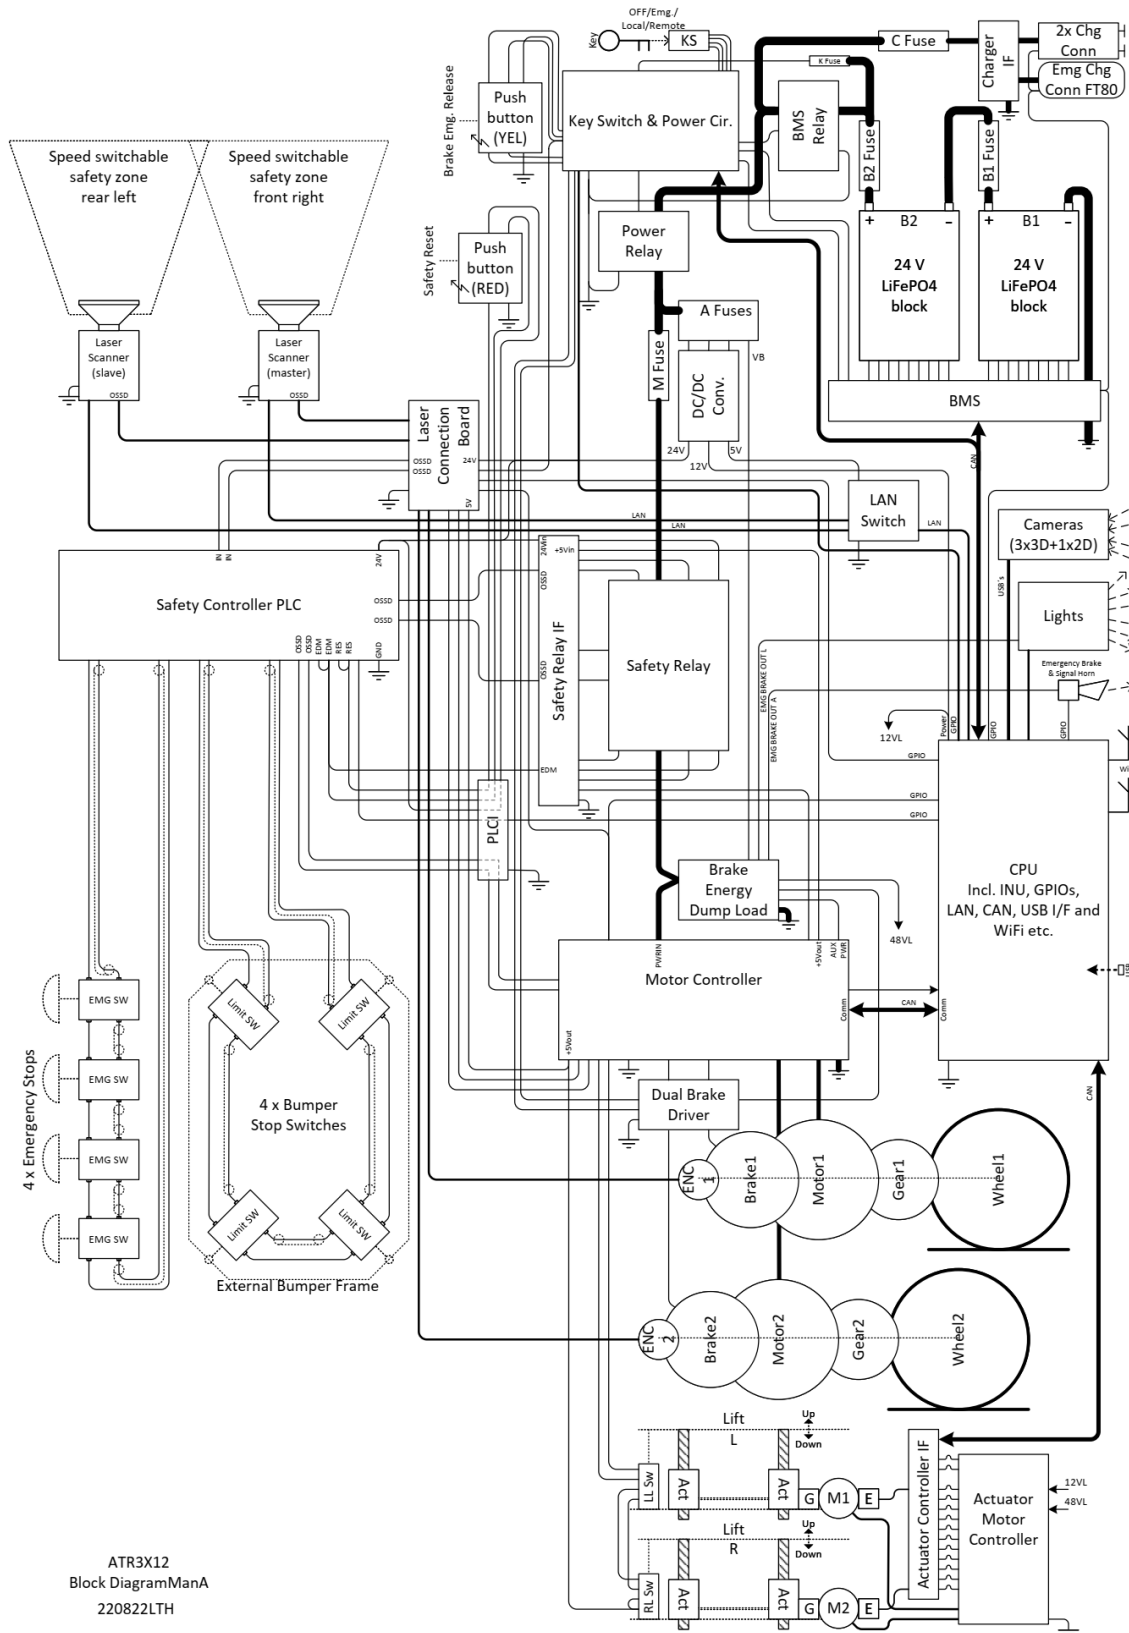 OFF/Emg./
Local/Remote
Key
KS
C Fuse
Charger
IF
2x Chg
Conn
Emg Chg
Conn FT80
K Fuse
Brake Emg. Release
Push
button
(YEL)
Key Switch & Power Cir.
BMS
Relay
B2 Fuse
B1 Fuse
Speed switchable
safety zone
rear left
Speed switchable
safety zone
front right
Safety Reset
Push
button
(RED)
Power
Relay
+ B2 -
24 V
LiFePO4
block
+ B1 -
24 V
LiFePO4
block
A Fuses
M Fuse
VB
DC/DC
Conv.
Laser
Scanner
(slave)
OSSD
Laser
Scanner
(master)
OSSD
BMS
Laser
Connection
Board
OSSD
OSSD
24V
5V
24V
12V
5V
CAN
LAN
Switch
LAN
LAN
LAN
Cameras
(3x3D+1x2D)
USB's
IN
IN
24V
Safety Controller PLC
OSSD
OSSD
OSSD
OSSD
EDM
EDM
RES
RES
GND
24Vin
+5Vin
OSSD
OSSD
Safety Relay IF
EDM
Safety Relay
Lights
EMG BRAKE OUT L
EMG BRAKE OUT A
Emergency Brake
& Signal Horn
12VL
Power
GPIO
GPIO
GPIO
GPIO
GPIO
GPIO
Wi
PLCI
Brake
Energy
Dump Load
48VL
CPU
Incl. INU, GPIOs,
LAN, CAN, USB I/F and
WiFi etc.
USB
PWRIN
+5Vout
AUX
PWR
Motor Controller
Comm
CAN
Comm
+5Vout
EMG SW
EMG SW
EMG SW
EMG SW
4 x Emergency Stops
Limit SW
Limit SW
4 x Bumper
Stop Switches
Limit SW
Limit SW
External Bumper Frame
Dual Brake
Driver
CAN
ENC
1
Brake1
Motor1
Gear1
Wheel1
ENC
2
Brake2
Motor2
Gear2
Wheel2
Lift
L
Up
Down
LL Sw
Act
Act
G
M1
E
Actuator Controller IF
Actuator
Motor
Controller
12VL
48VL
Lift
R
Up
Down
RL Sw
Act
Act
G
M2
E
ATR3X12
Block DiagramManA
220822LTH